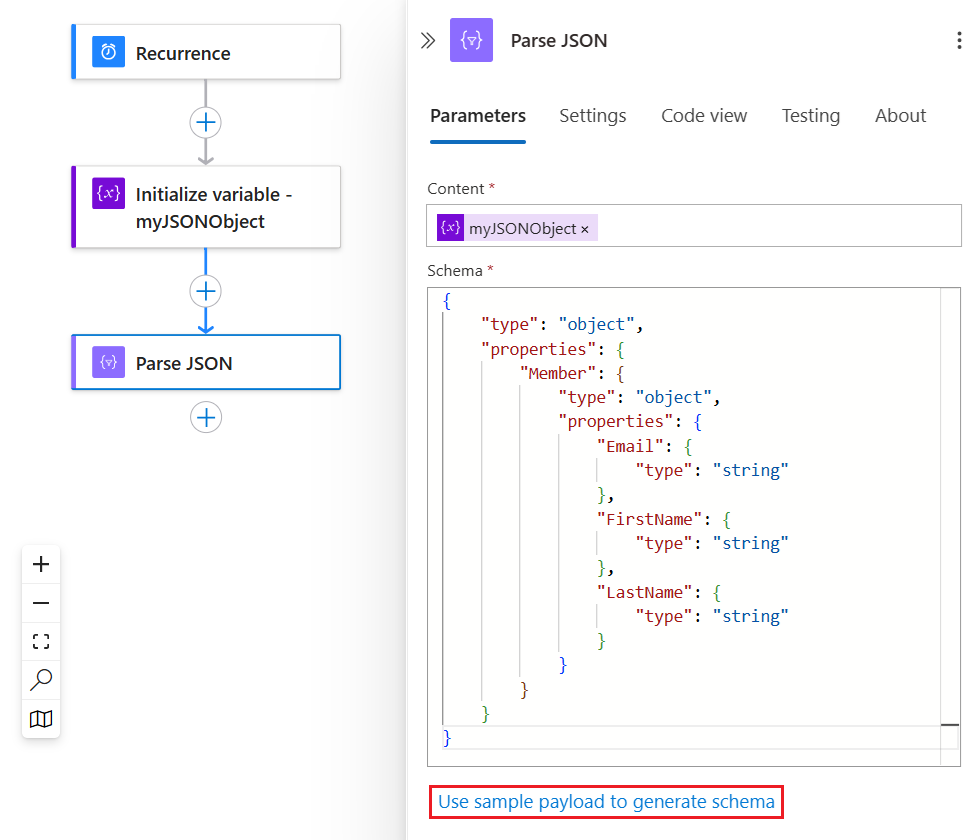 Recurrence
Initialize variable -
myJSONObject
Parse JSON
Parse JSON
Parameters
Settings
Code view
Testing
About
Content *
{x} myJSONObject ×
Schema *
{
    "type": "object",
    "properties": {
        "Member": {
            "type": "object",
            "properties": {
                "Email": {
                    "type": "string"
                },
                "FirstName": {
                    "type": "string"
                },
                "LastName": {
                    "type": "string"
                }
            }
        }
    }
}
Use sample payload to generate schema